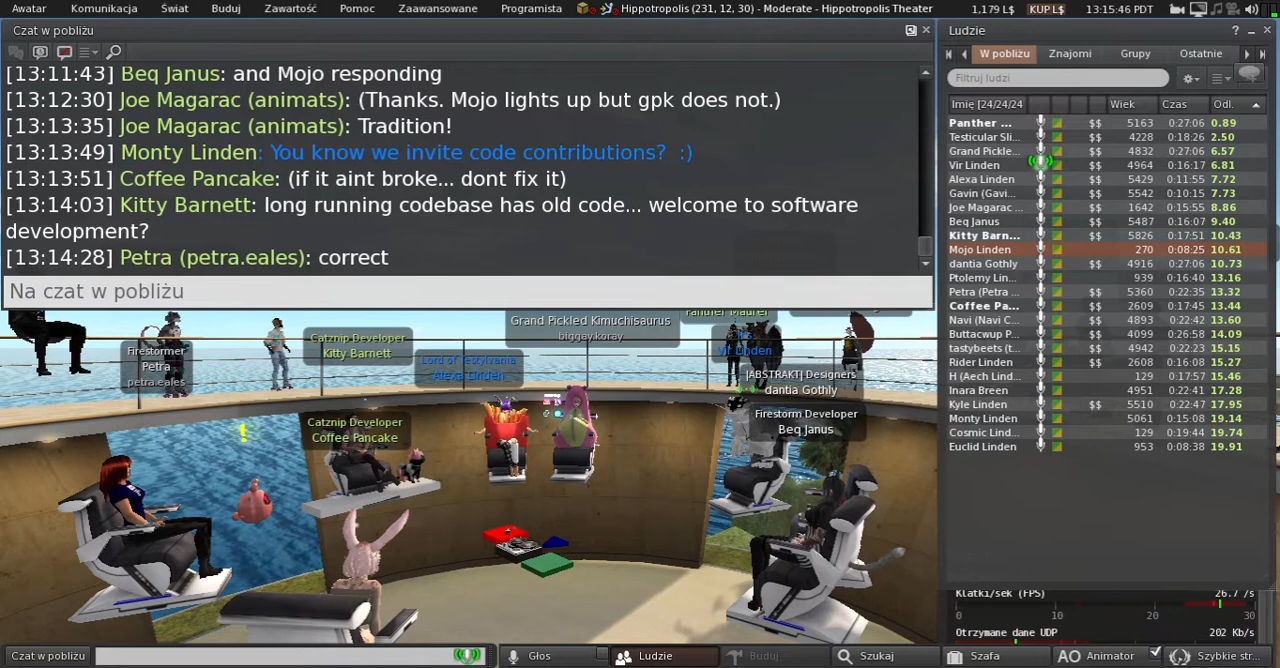 Awatar Komunikacja Świat Buduj Zawartość Pomoc Zaawansowane Programista Hippotropolis (231, 12, 30) - Moderate - Hippotropolis Theater 1,179 L$ KUP L$ 13:15:46 PDT
Czat w pobliżu
[13:11:43] Beq Janus: and Mojo responding
[13:12:30] Joe Magarac (animats): (Thanks. Mojo lights up but gpk does not.)
[13:13:35] Joe Magarac (animats): Tradition!
[13:13:49] Monty Linden: You know we invite code contributions? :)
[13:13:51] Coffee Pancake: (if it aint broke... dont fix it)
[13:14:03] Kitty Barnett: long running codebase has old code... welcome to software
development?
[13:14:28] Petra (petra.eales): correct
Na czat w pobliżu
Ludzie
W pobliżu Znajomi Grupy Ostatnie
Filtruj ludzi
Imię [24/24/24 Wiek Czas Odl.
Panther ... $$ 5163 0:27:06 0.89
Testicular Sli... $$ 4228 0:18:26 2.50
Grand Pickle... $$ 4832 0:27:06 6.57
Vir Linden $$ 4964 0:16:17 6.81
Alexa Linden $$ 5429 0:11:55 7.72
Gavin (Gavi... $$ 5542 0:10:15 7.73
Joe Magarac ... $$ 1642 0:15:55 8.86
Beq Janus $$ 5487 0:16:07 9.40
Kitty Barn... $$ 5826 0:17:51 10.43
Mojo Linden 270 0:08:25 10.61
dantia Gothly $$ 4916 0:27:06 10.73
Ptolemy Lin... 939 0:16:40 13.16
Petra (Petra ... $$ 5360 0:22:35 13.32
Coffee Pa... $$ 2609 0:17:45 13.44
Navi (Navi C... $$ 4893 0:22:42 13.60
Buttacwup P... $$ 4099 0:26:58 14.09
tastybeets (t... $$ 4942 0:22:23 15.15
Rider Linden $$ 2608 0:16:08 15.27
H (Aech Lind... 129 0:17:57 15.46
Inara Breen 4951 0:22:41 17.28
Kyle Linden $$ 5510 0:22:47 17.95
Monty Linden 5061 0:15:08 19.14
Cosmic Lind... 129 0:19:44 19.74
Euclid Linden 953 0:08:38 19.91
Panther Maurer
Grand Pickled Kimuchisaurus
biggay.koray
Catznip Developer
Kitty Barnett
Firestormer
Petra
petra.eales
Lord of Testylvania
Alexa Linden
Vir Linden
|ABSTRAKT| Designers
dantia Gothly
Firestorm Developer
Beq Janus
Catznip Developer
Coffee Pancake
Klatki/sek (FPS) 26.7 /s
0 10 20 30
Otrzymane dane UDP 202 Kb/s
Czat w pobliżu Głos Ludzie Buduj Szukaj Szafa AO Animator Szybkie str...